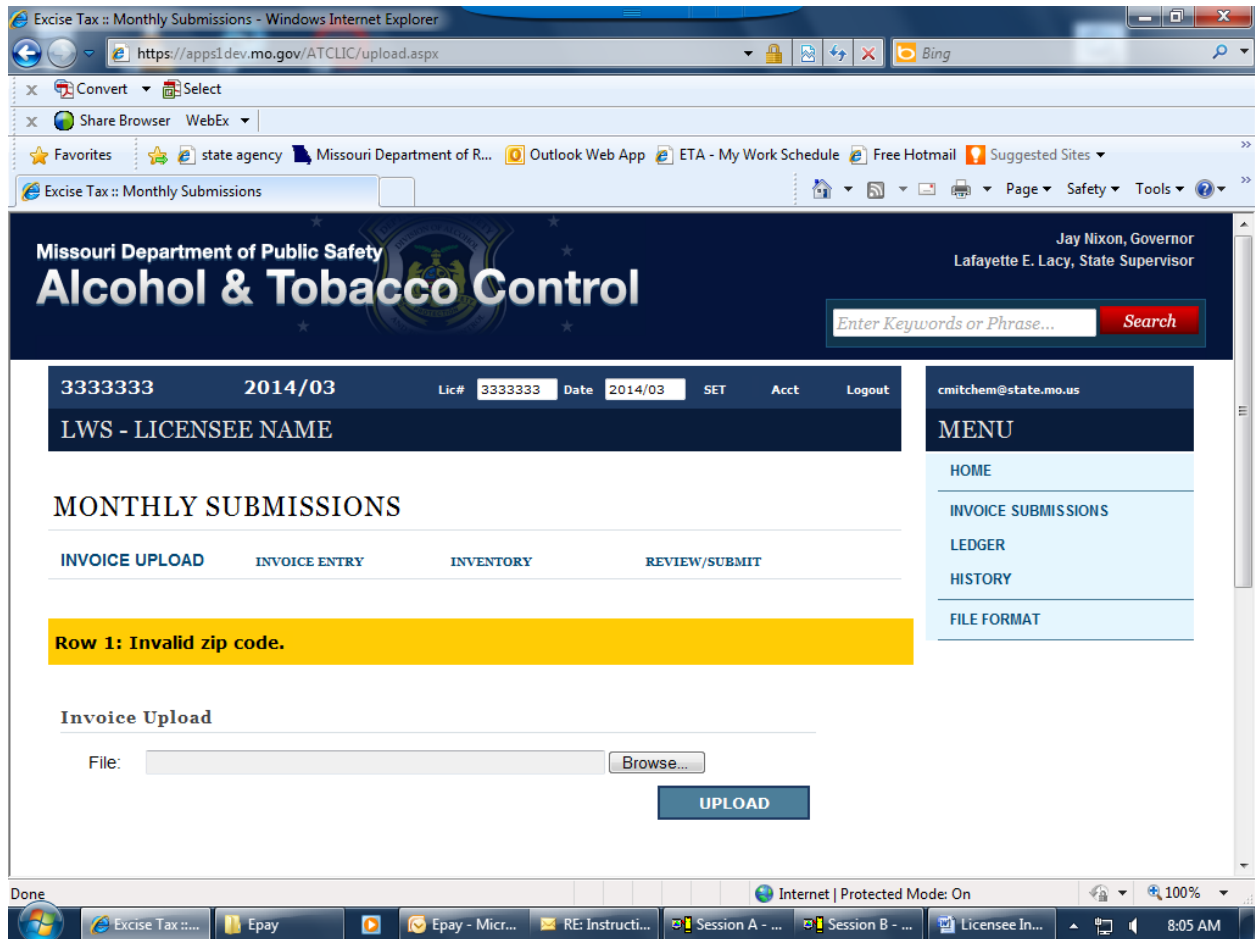 Excise Tax :: Monthly Submissions - Windows Internet Explorer
https://apps1dev.mo.gov/ATCLIC/upload.aspx
Bing
x Convert Select
x Share Browser WebEx
Favorites state agency Missouri Department of R... Outlook Web App ETA - My Work Schedule Free Hotmail Suggested Sites »
Excise Tax :: Monthly Submissions Page Safety Tools »
Missouri Department of Public Safety
Alcohol & Tobacco Control
Jay Nixon, Governor
Lafayette E. Lacy, State Supervisor
Enter Keywords or Phrase... Search
3333333 2014/03 Lic# 3333333 Date 2014/03 SET Acct Logout
LWS - LICENSEE NAME
cmitchem@state.mo.us
MENU
HOME
INVOICE SUBMISSIONS
LEDGER
HISTORY
FILE FORMAT
MONTHLY SUBMISSIONS
INVOICE UPLOAD INVOICE ENTRY INVENTORY REVIEW/SUBMIT
Row 1: Invalid zip code.
Invoice Upload
File: Browse...
UPLOAD
Done Internet | Protected Mode: On 100%
Excise Tax ::... Epay Epay - Micr... RE: Instructi... Session A - ... Session B - ... Licensee In... 8:05 AM